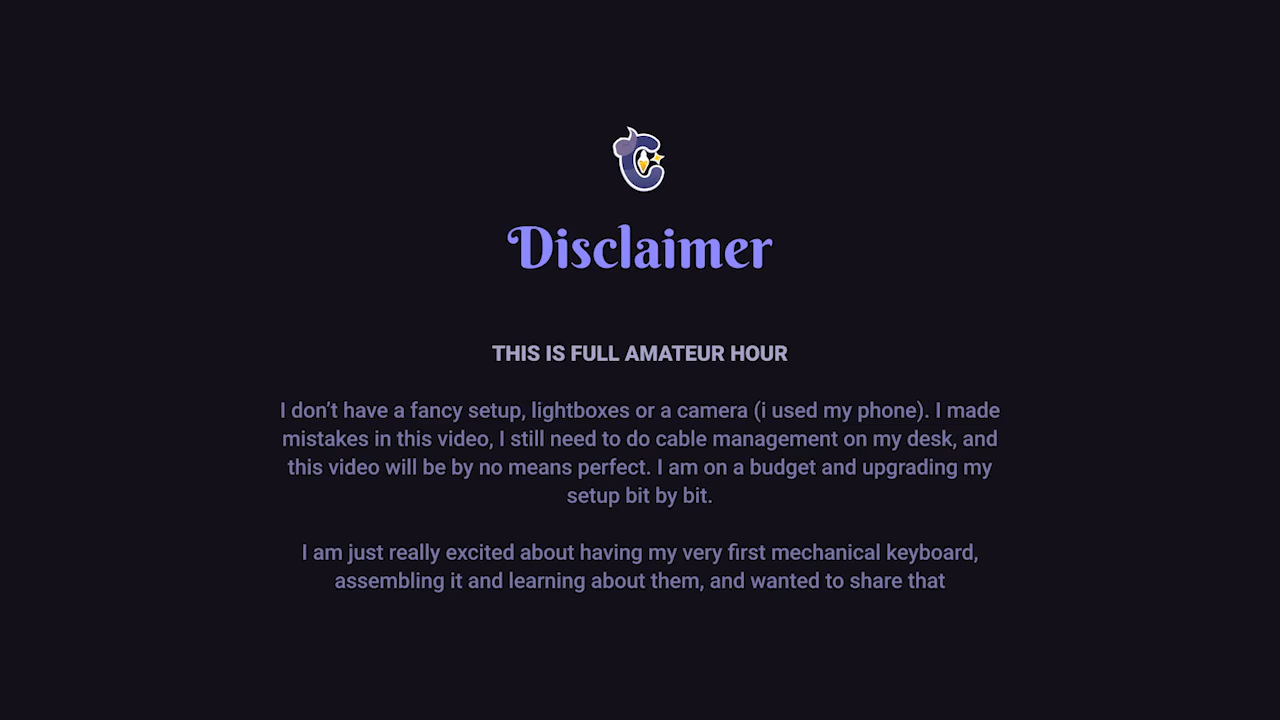 C
Disclaimer
THIS IS FULL AMATEUR HOUR
I don’t have a fancy setup, lightboxes or a camera (i used my phone). I made
mistakes in this video, I still need to do cable management on my desk, and
this video will be by no means perfect. I am on a budget and upgrading my
setup bit by bit.
I am just really excited about having my very first mechanical keyboard,
assembling it and learning about them, and wanted to share that